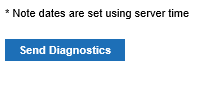 * Note dates are set using server time
Send Diagnostics